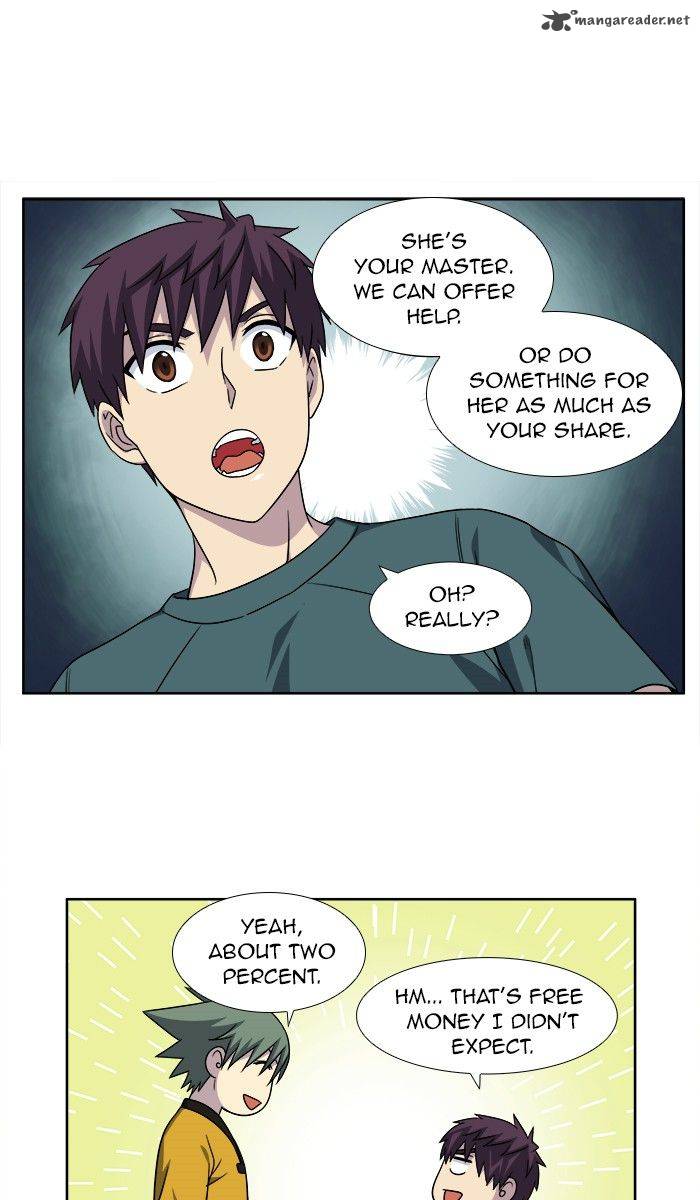 mangareader.net
SHE'S
YOUR MASTER.
WE CAN OFFER
HELP.
OR DO
SOMETHING FOR
HER AS MUCH AS
YOUR SHARE.
OH?
REALLY?
YEAH,
ABOUT TWO
PERCENT.
HM... THAT'S FREE
MONEY I DIDN'T
EXPECT.